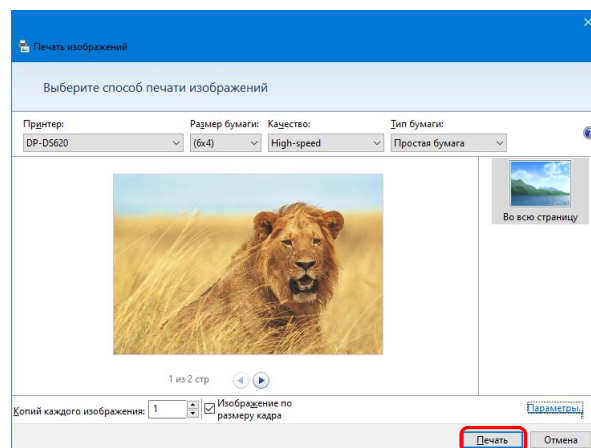 Печать изображений
Выберите способ печати изображений
Принтер: Размер бумаги: Качество: Тип бумаги:
DP-DS620 (6x4) High-speed Простая бумага
Во всю страницу
1 из 2 стр
Копий каждого изображения: 1 Изображение по
размеру кадра
Параметры...
Печать Отмена